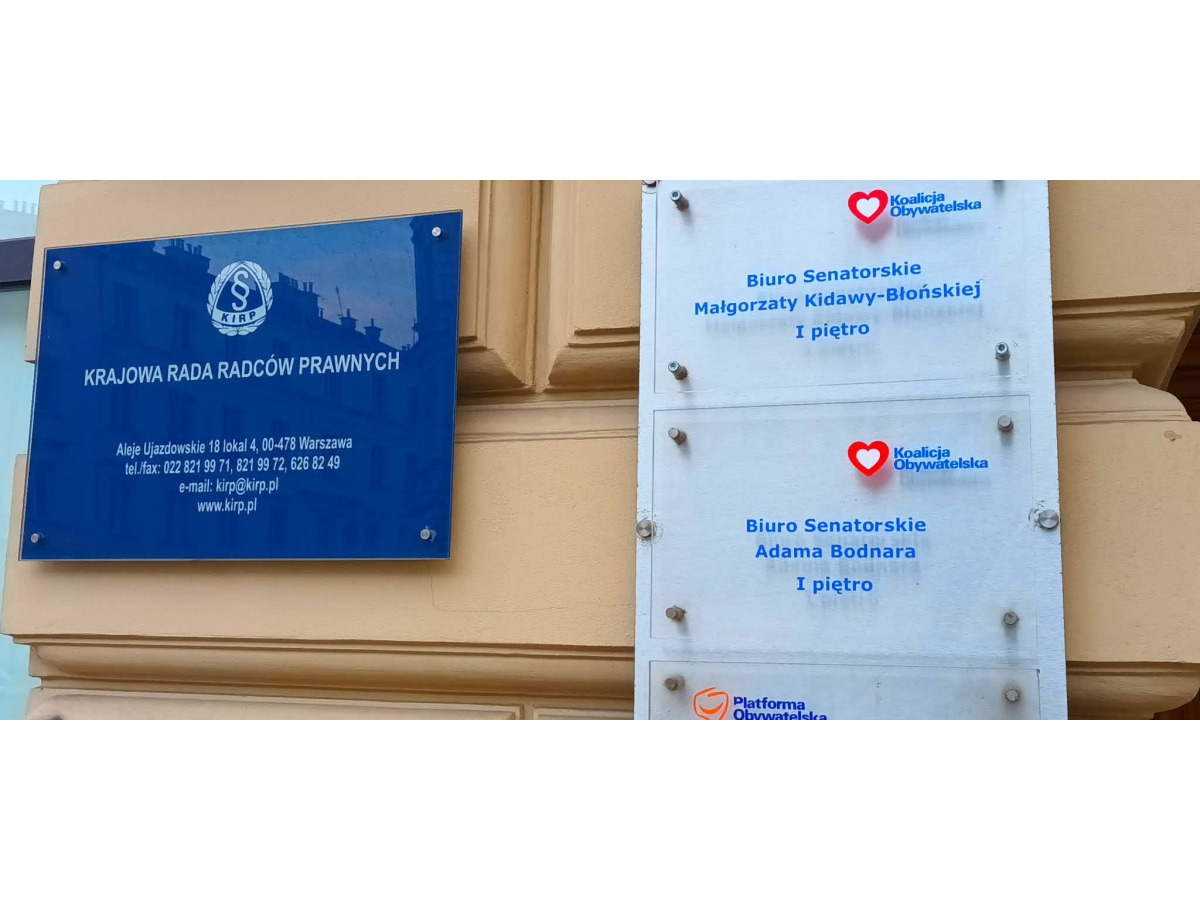 §
KIRP
KRAJOWA RADA RADCÓW PRAWNYCH
Aleje Ujazdowskie 18 lokal 4, 00-478 Warszawa
tel./fax: 022 821 99 71, 821 99 72, 626 82 49
e-mail: kirp@kirp.pl
www.kirp.pl
Koalicja
Obywatelska
Biuro Senatorskie
Małgorzaty Kidawy-Błońskiej
I piętro
Koalicja
Obywatelska
Biuro Senatorskie
Adama Bodnara
I piętro
Platforma
Obywatelska